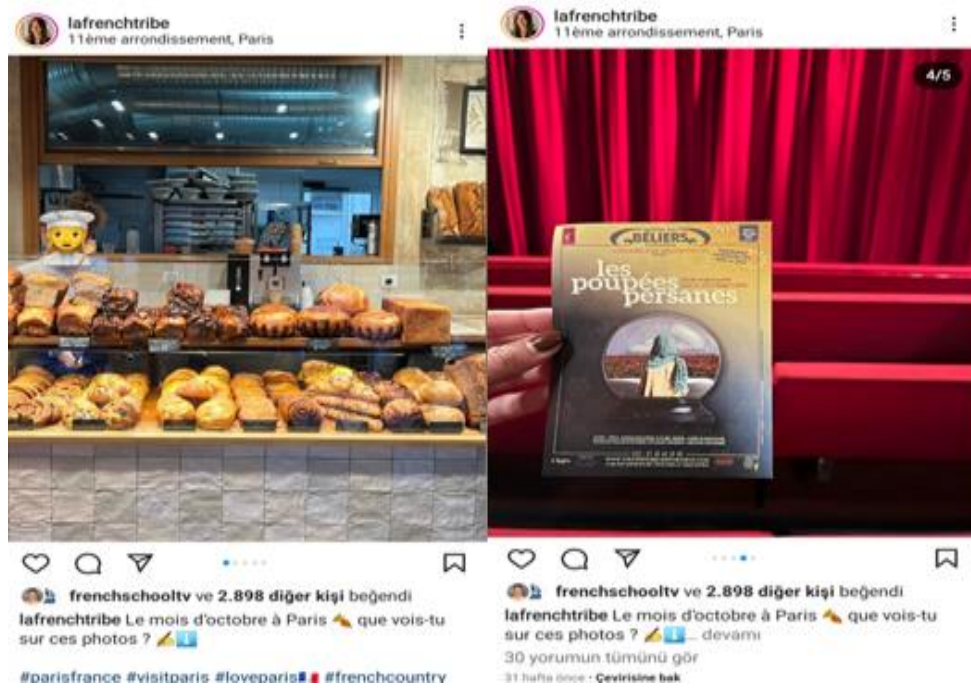 lafrenchtribe
11ème arrondissement, Paris
frenchschooltv ve 2.898 diğer kişi beğendi
lafrenchtribe Le mois d'octobre à Paris 🍂 que vois-tu
sur ces photos ? ✍️⬇️
#parisfrance #visitparis #loveparis🇫🇷 #frenchcountry
lafrenchtribe
11ème arrondissement, Paris
4/5
BÉLIERS
les
poupées
persanes
frenchschooltv ve 2.898 diğer kişi beğendi
lafrenchtribe Le mois d'octobre à Paris 🍂 que vois-tu
sur ces photos ? ✍️⬇️... devamı
30 yorumun tümünü gör
31 hafta önce · Çevirisine bak